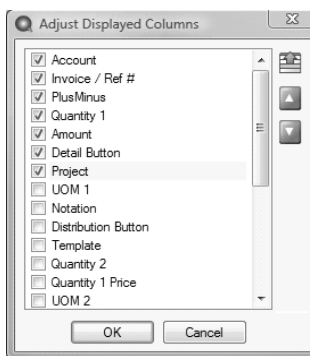 Adjust Displayed Columns
Account
Invoice / Ref #
PlusMinus
Quantity 1
Amount
Detail Button
Project
UOM 1
Notation
Distribution Button
Template
Quantity 2
Quantity 1 Price
UOM 2
OK
Cancel